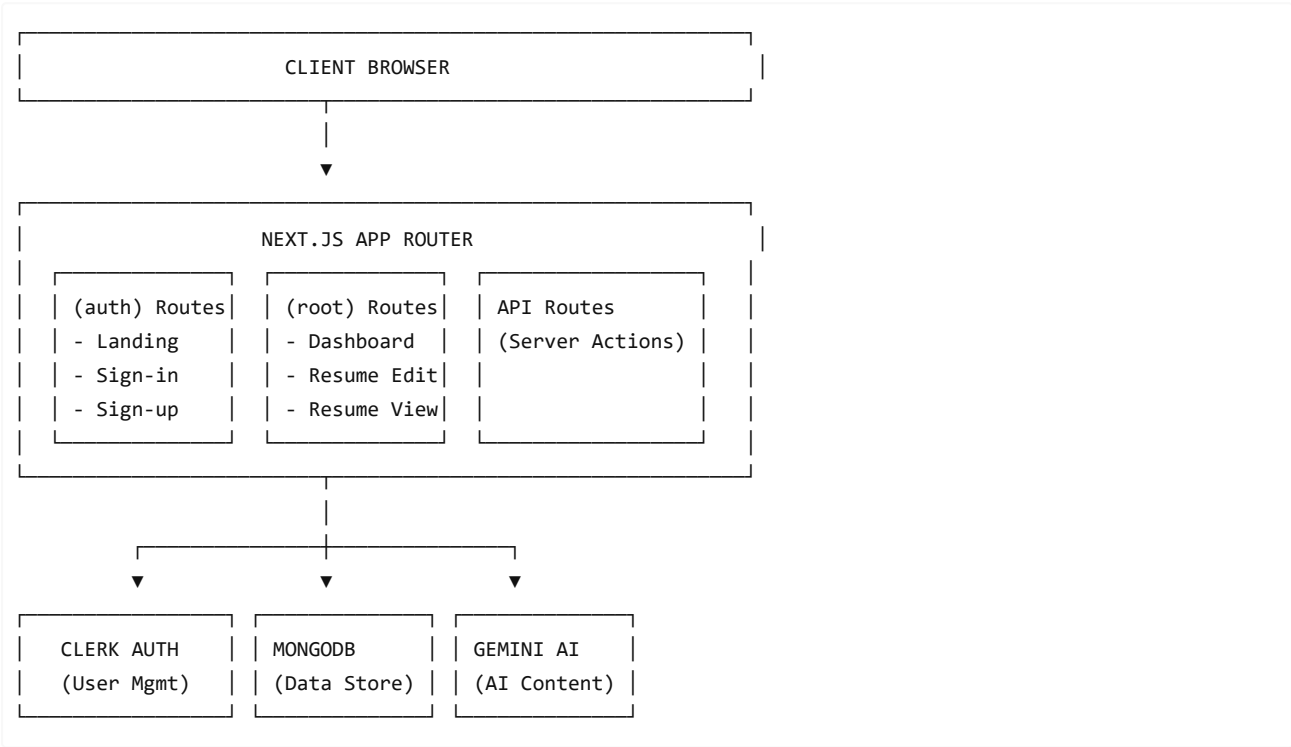 CLIENT BROWSER
NEXT.JS APP ROUTER
(auth) Routes (root) Routes API Routes
- Landing - Dashboard (Server Actions)
- Sign-in - Resume Edit
- Sign-up - Resume View
CLERK AUTH MONGODB GEMINI AI
(User Mgmt) (Data Store) (AI Content)